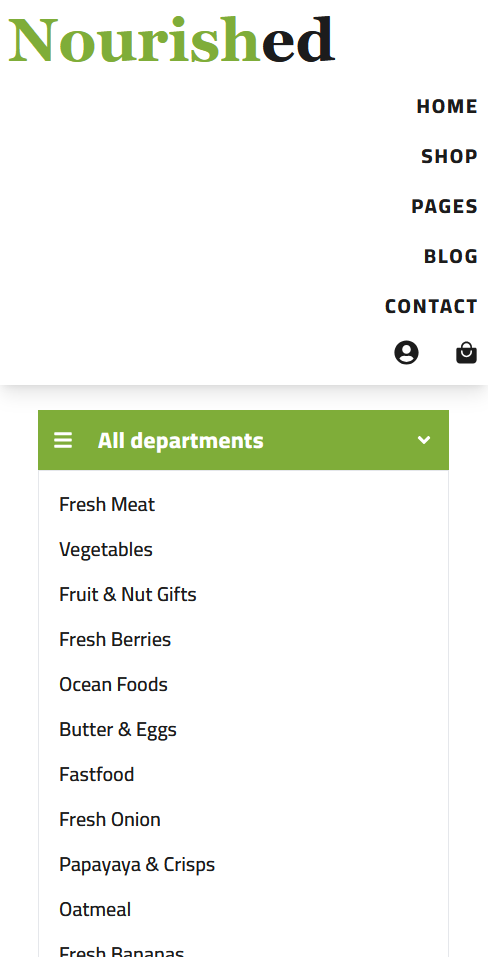 Nourished
HOME
SHOP
PAGES
BLOG
CONTACT
All departments
Fresh Meat
Vegetables
Fruit & Nut Gifts
Fresh Berries
Ocean Foods
Butter & Eggs
Fastfood
Fresh Onion
Papayaya & Crisps
Oatmeal
Fresh Bananas